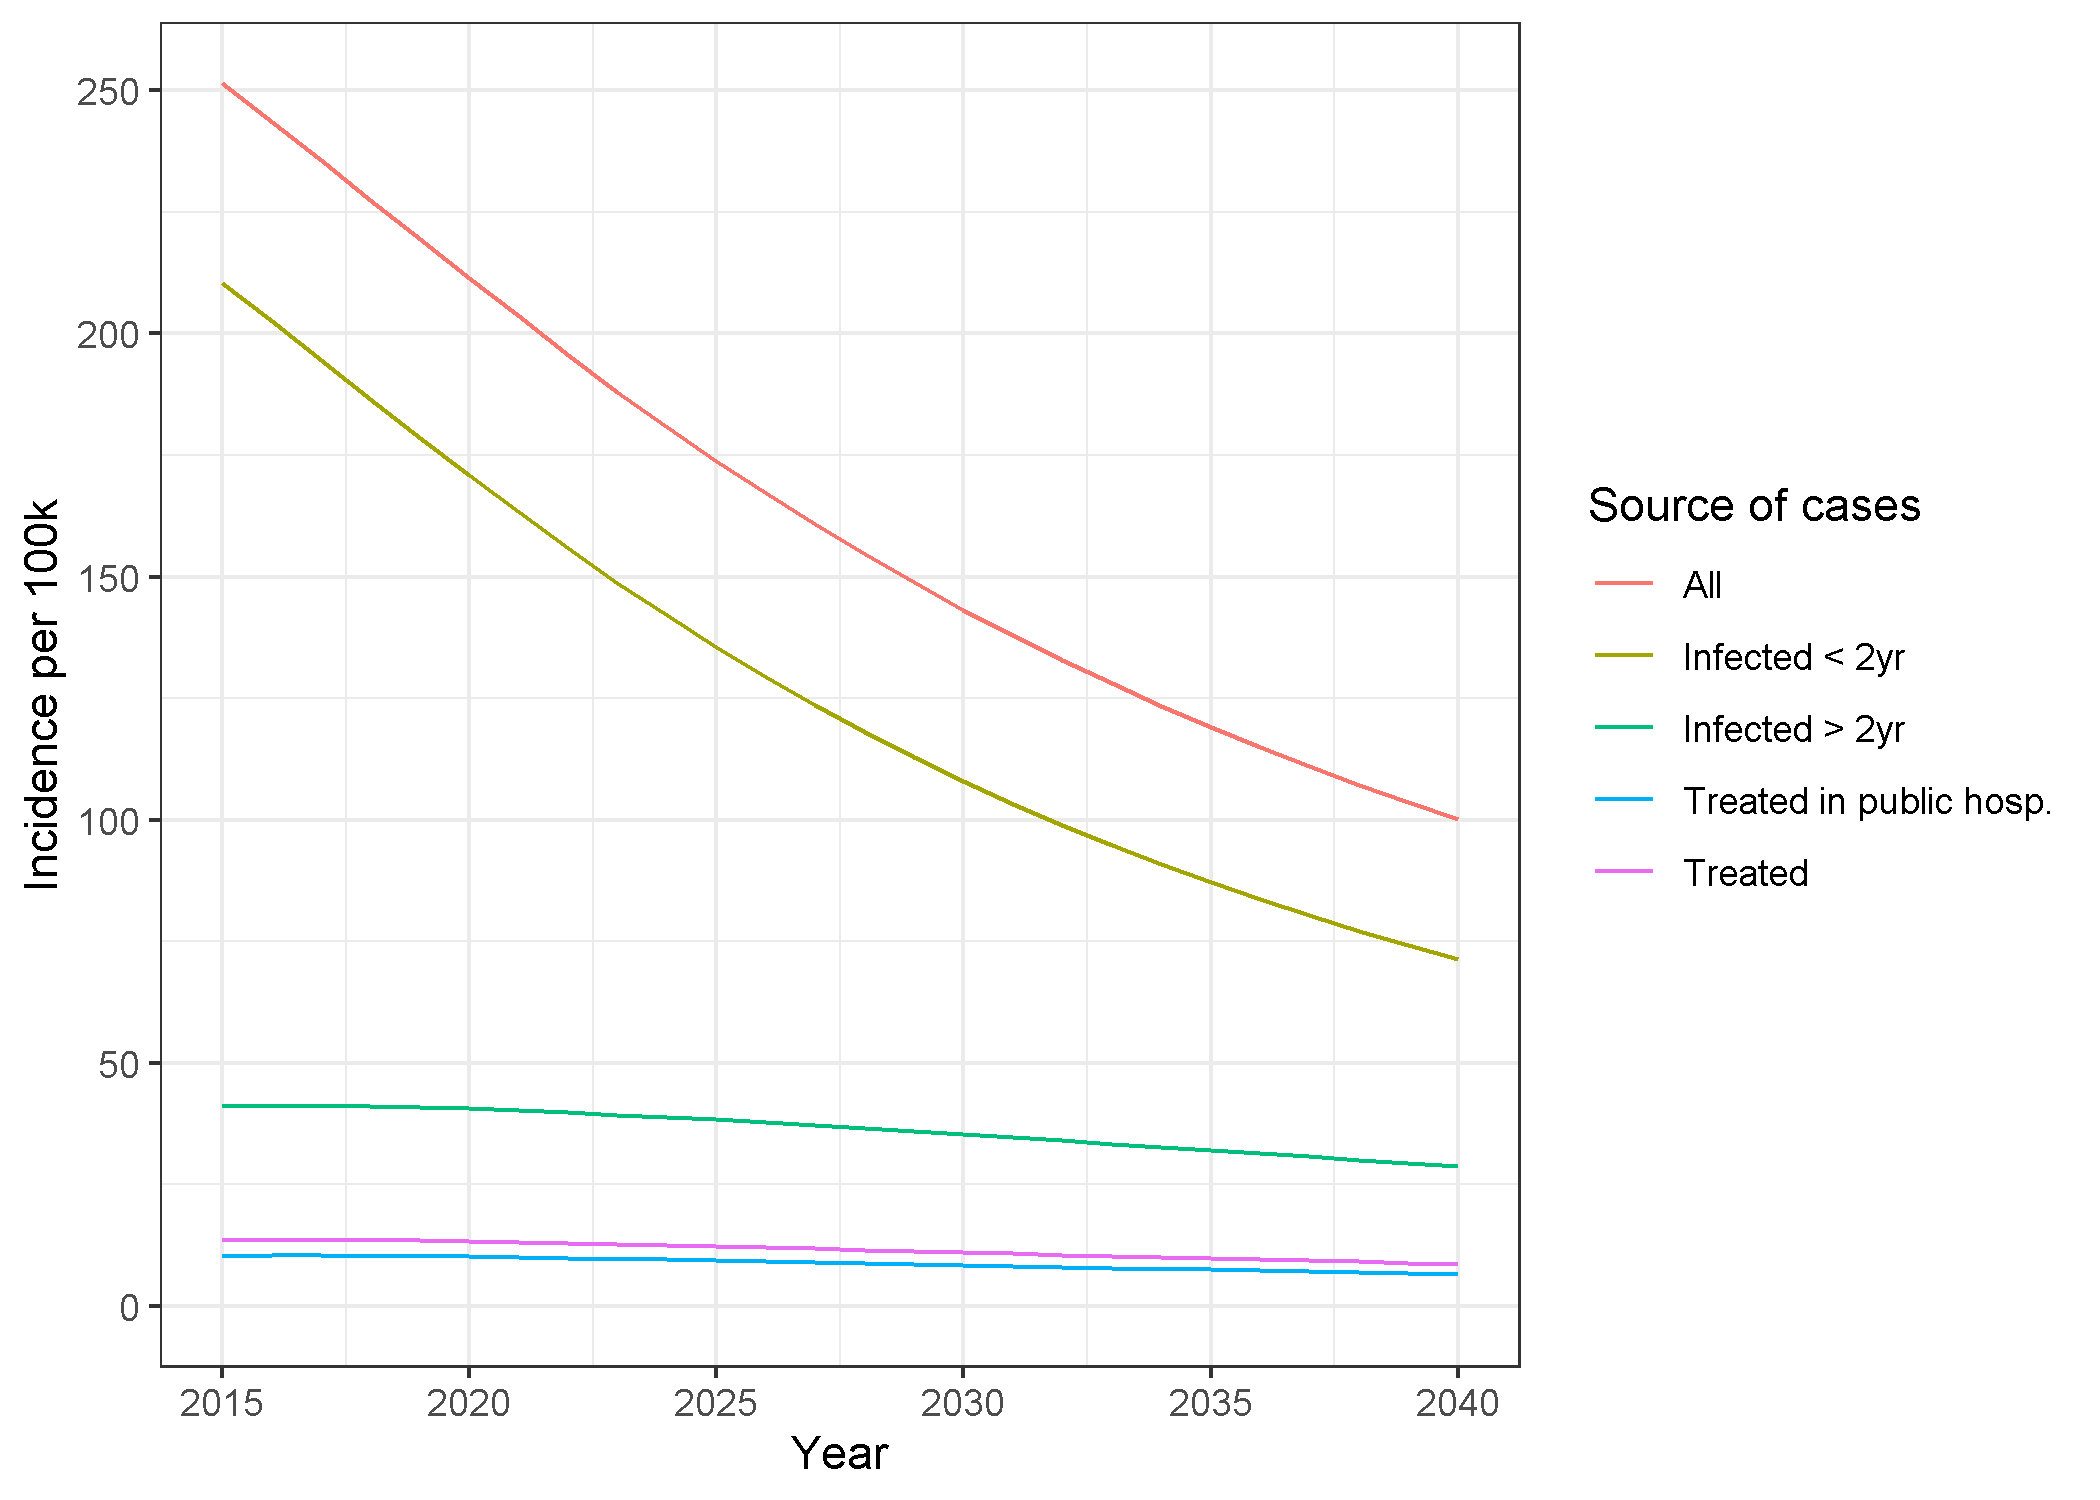 250
200
150
100
50
0
2015 2020 2025 2030 2035 2040
Year
Incidence per 100k
Source of cases
All
Infected < 2yr
Infected > 2yr
Treated in public hosp.
Treated